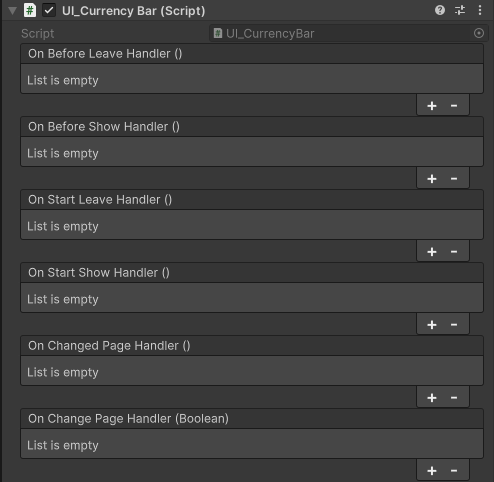 UI_Currency Bar (Script)
Script UI_CurrencyBar
On Before Leave Handler ()
List is empty
+ -
On Before Show Handler ()
List is empty
+ -
On Start Leave Handler ()
List is empty
+ -
On Start Show Handler ()
List is empty
+ -
On Changed Page Handler ()
List is empty
+ -
On Change Page Handler (Boolean)
List is empty
+ -